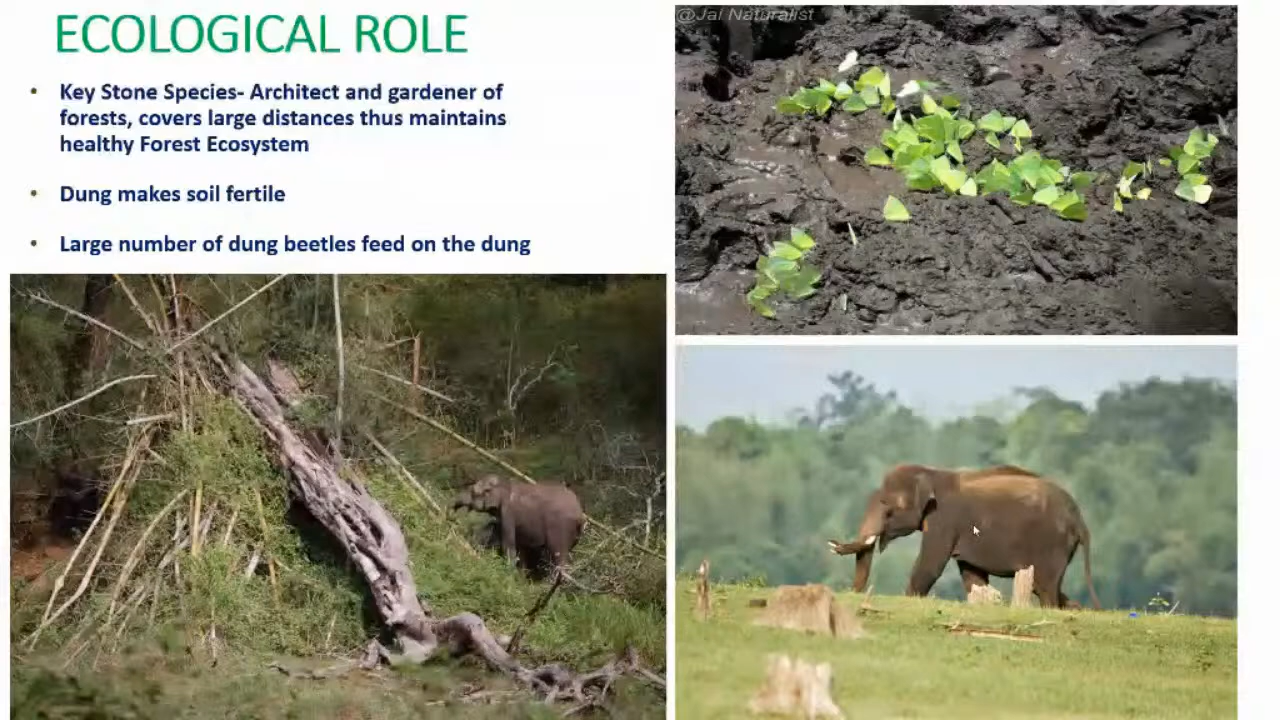 ECOLOGICAL ROLE
@Jai Naturalist
• Key Stone Species- Architect and gardener of
forests, covers large distances thus maintains
healthy Forest Ecosystem
• Dung makes soil fertile
• Large number of dung beetles feed on the dung